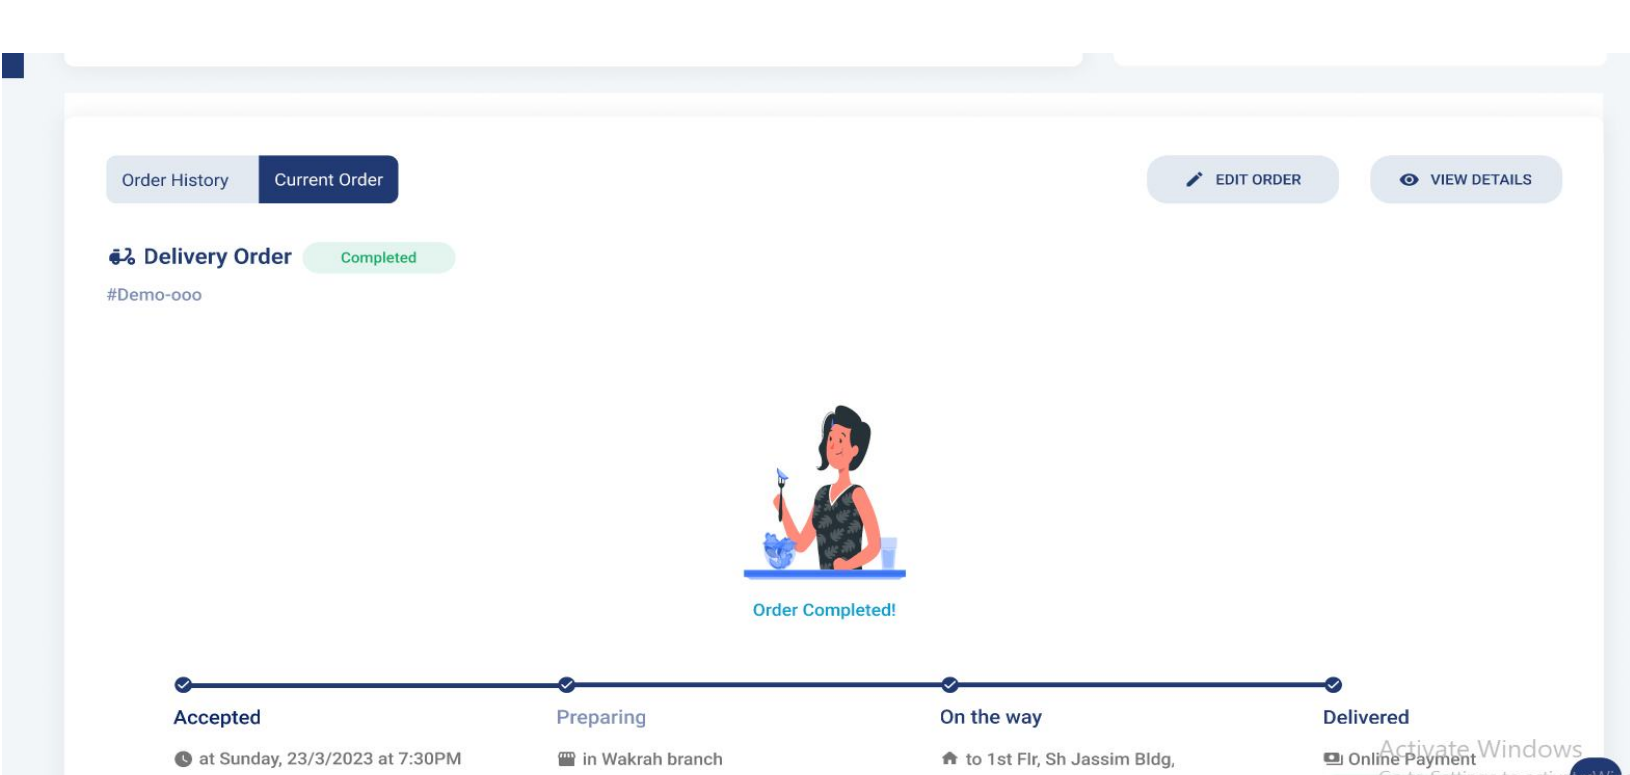 Order History Current Order EDIT ORDER VIEW DETAILS
Delivery Order Completed
#Demo-ooo
Order Completed!
Accepted Preparing On the way Delivered
at Sunday, 23/3/2023 at 7:30PM in Wakrah branch to 1st Flr, Sh Jassim Bldg, Online Payment
Activate Windows